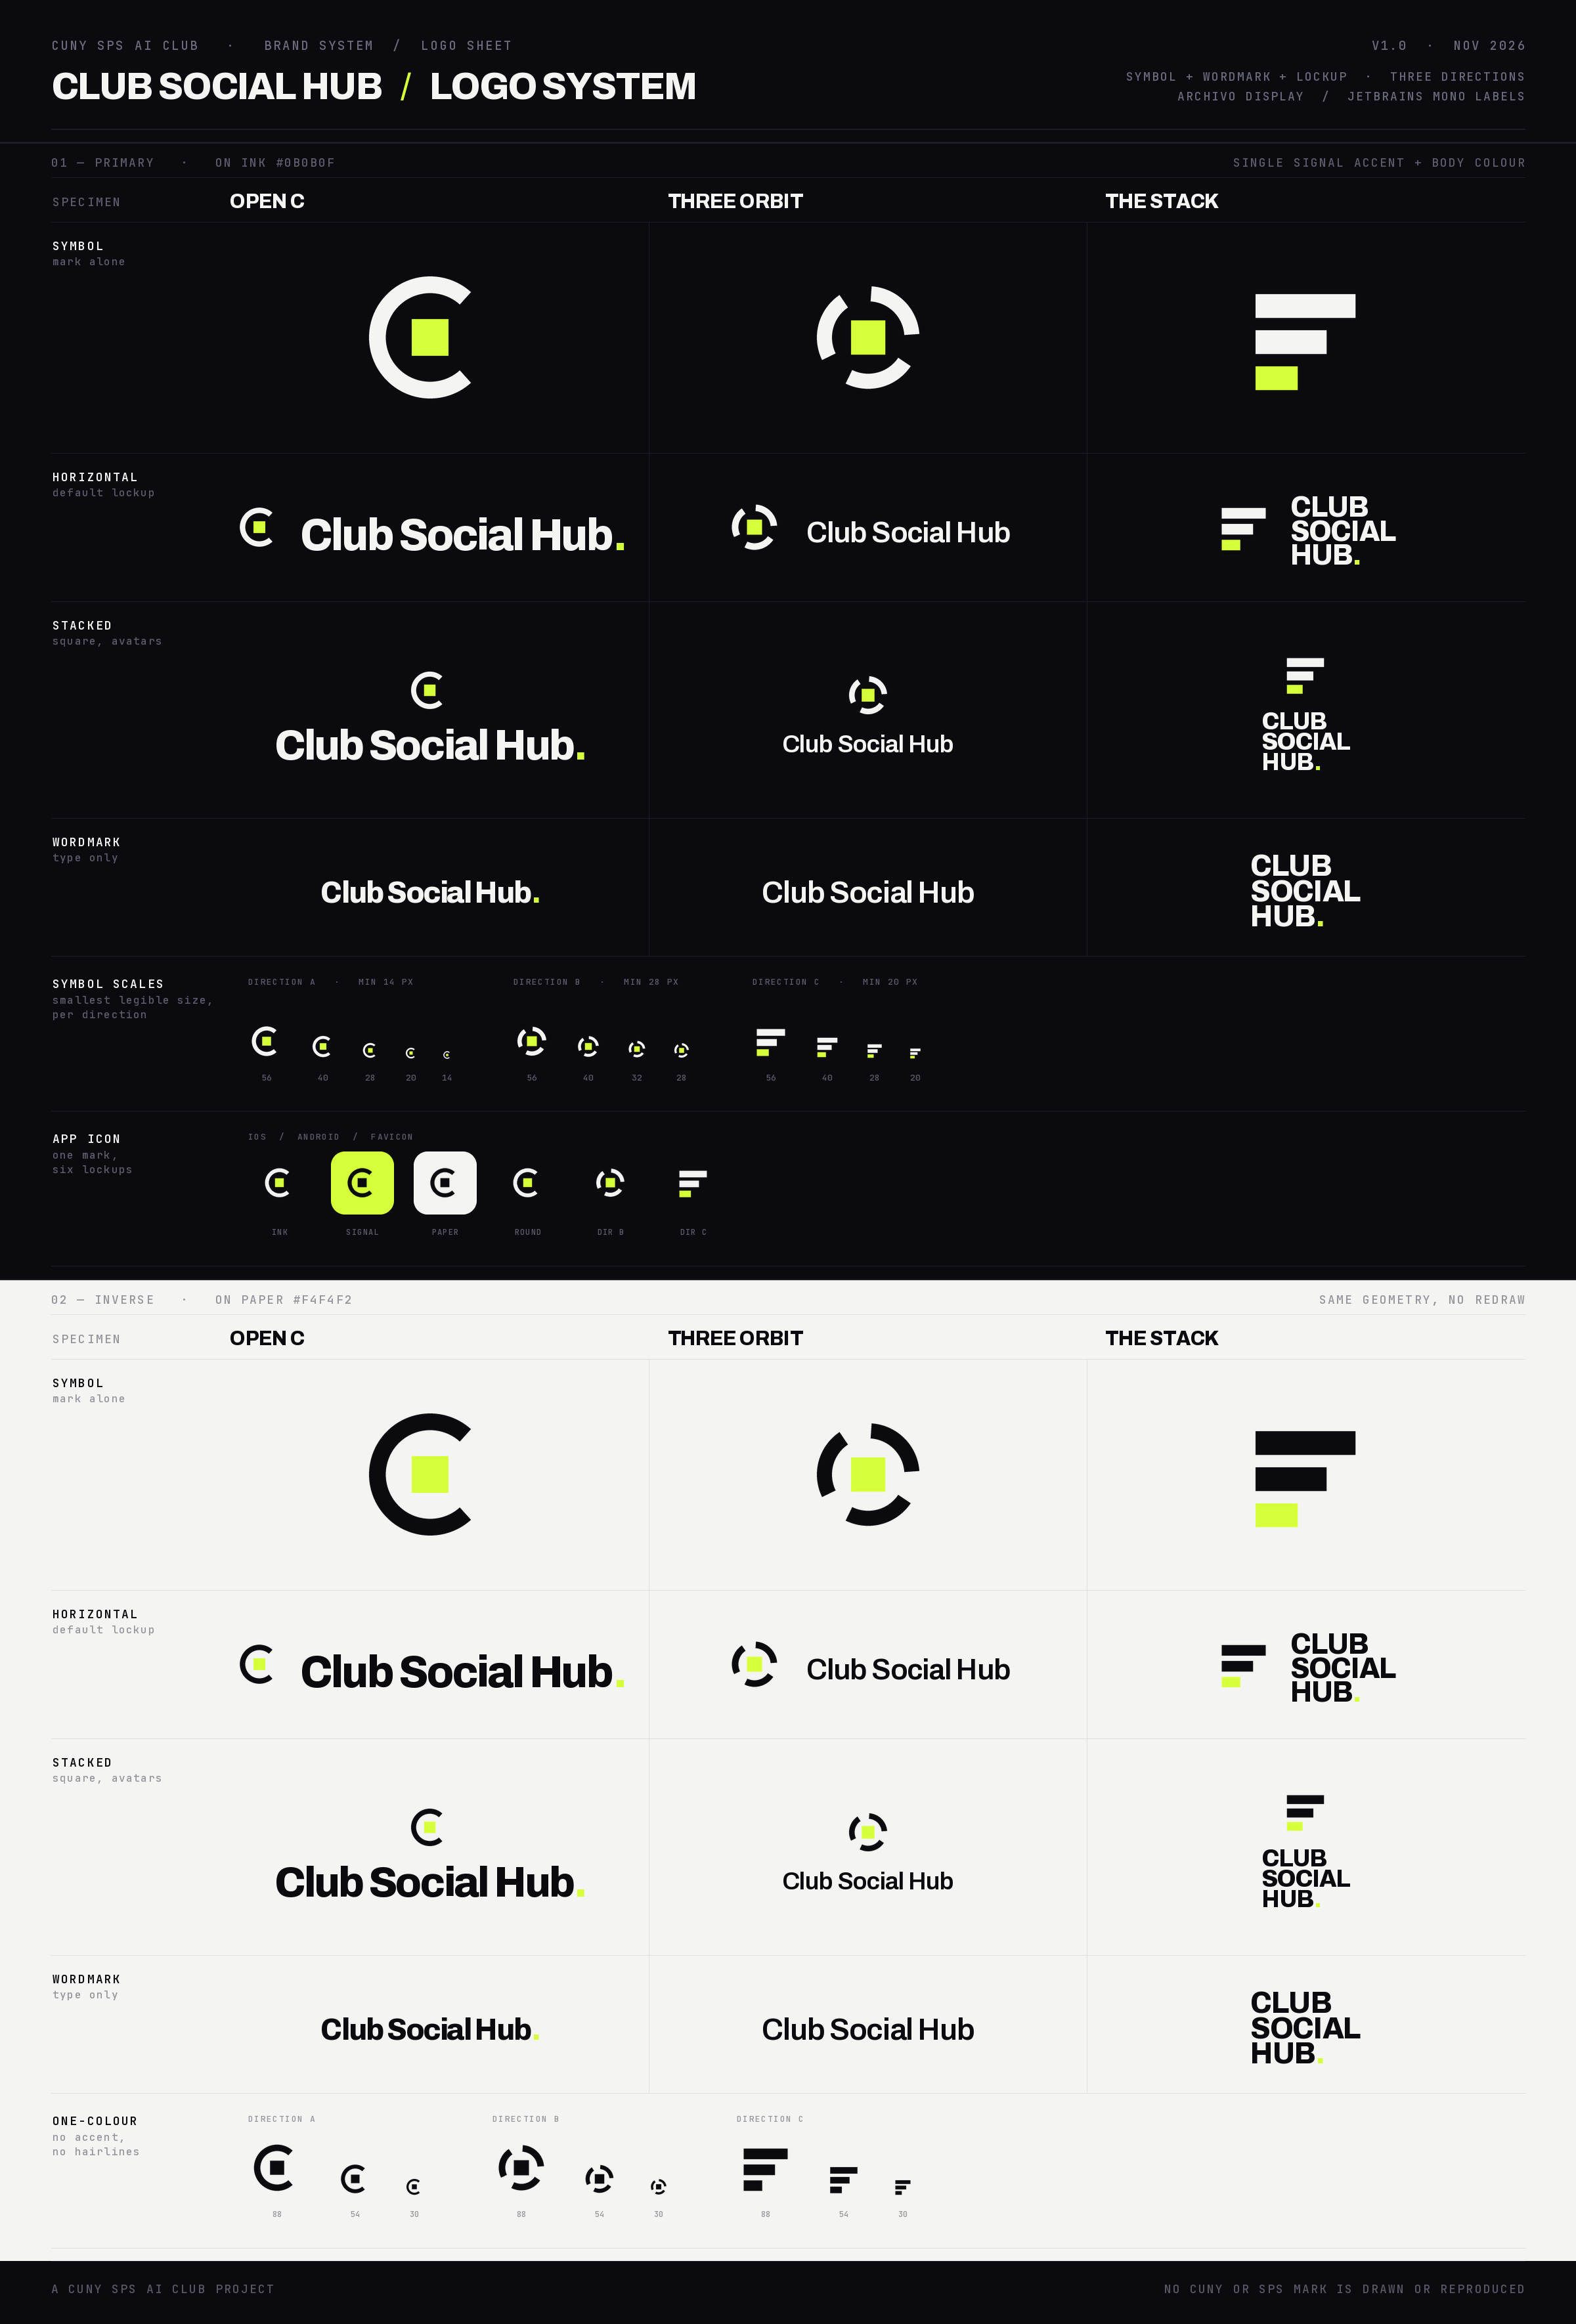 CUNY SPS AI CLUB · BRAND SYSTEM / LOGO SHEET
V1.0 · NOV 2026
CLUB SOCIAL HUB / LOGO SYSTEM
SYMBOL + WORDMARK + LOCKUP · THREE DIRECTIONS
ARCHIVO DISPLAY / JETBRAINS MONO LABELS
01 — PRIMARY · ON INK #0B0B0F
SINGLE SIGNAL ACCENT + BODY COLOUR
SPECIMEN
OPEN C
THREE ORBIT
THE STACK
SYMBOL
mark alone
HORIZONTAL
default lockup
Club Social Hub.
Club Social Hub
CLUB
SOCIAL
HUB.
STACKED
square, avatars
Club Social Hub.
Club Social Hub
CLUB
SOCIAL
HUB.
WORDMARK
type only
Club Social Hub.
Club Social Hub
CLUB
SOCIAL
HUB.
SYMBOL SCALES
smallest legible size,
per direction
DIRECTION A · MIN 14 PX
DIRECTION B · MIN 28 PX
DIRECTION C · MIN 20 PX
56 40 28 20 14
56 40 32 28
56 40 28 20
APP ICON
one mark,
six lockups
IOS / ANDROID / FAVICON
INK SIGNAL PAPER ROUND DIR B DIR C
02 — INVERSE · ON PAPER #F4F4F2
SAME GEOMETRY, NO REDRAW
SPECIMEN
OPEN C
THREE ORBIT
THE STACK
SYMBOL
mark alone
HORIZONTAL
default lockup
Club Social Hub.
Club Social Hub
CLUB
SOCIAL
HUB.
STACKED
square, avatars
Club Social Hub.
Club Social Hub
CLUB
SOCIAL
HUB.
WORDMARK
type only
Club Social Hub.
Club Social Hub
CLUB
SOCIAL
HUB.
ONE-COLOUR
no accent,
no hairlines
DIRECTION A
DIRECTION B
DIRECTION C
88 54 30
88 54 30
88 54 30
A CUNY SPS AI CLUB PROJECT
NO CUNY OR SPS MARK IS DRAWN OR REPRODUCED